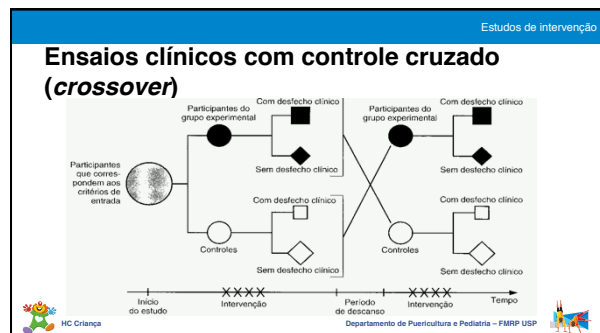 Estudos de intervenção
Ensaios clínicos com controle cruzado
(crossover)
Participantes
que corres-
pondem aos
critérios de
entrada
Participantes do
grupo experimental
Com desfecho clínico
Sem desfecho clínico
Controles
Com desfecho clínico
Sem desfecho clínico
Participantes do
grupo experimental
Com desfecho clínico
Sem desfecho clínico
Controles
Com desfecho clínico
Sem desfecho clínico
Início
do estudo
XXXX
Intervenção
Período
de descanso
XXXX
Intervenção
Tempo
HC Criança
Departamento de Puericultura e Pediatria – FMRP USP